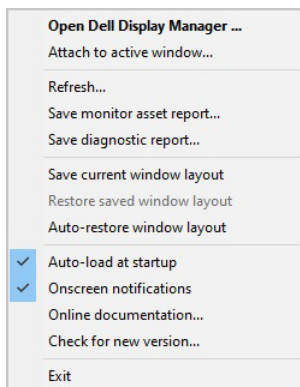 Open Dell Display Manager ...
Attach to active window...
Refresh...
Save monitor asset report...
Save diagnostic report...
Save current window layout
Restore saved window layout
Auto-restore window layout
Auto-load at startup
Onscreen notifications
Online documentation...
Check for new version...
Exit